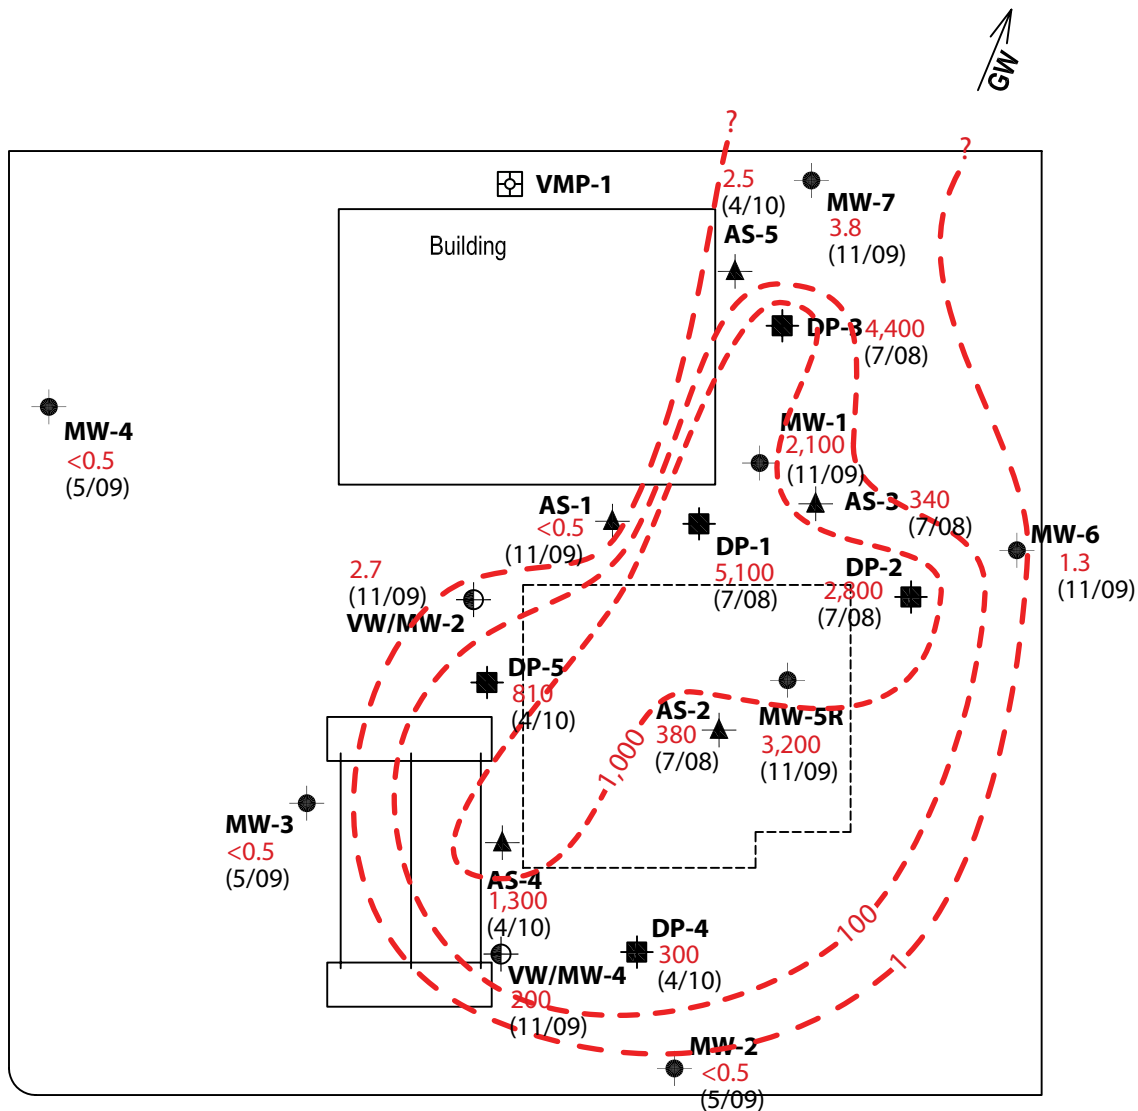 GW
?
?
VMP-1
2.5
(4/10)
AS-5
MW-7
3.8
(11/09)
Building
DP-3
4,400
(7/08)
MW-4
<0.5
(5/09)
MW-1
2,100
(11/09)
AS-1
<0.5
(11/09)
AS-3
340
(7/08)
MW-6
1.3
(11/09)
DP-1
5,100
(7/08)
DP-2
2,800
(7/08)
2.7
(11/09)
VW/MW-2
DP-5
810
(4/10)
AS-2
380
(7/08)
MW-5R
3,200
(11/09)
1,000
MW-3
<0.5
(5/09)
AS-4
1,300
(4/10)
DP-4
300
(4/10)
100
1
VW/MW-4
200
(11/09)
MW-2
<0.5
(5/09)